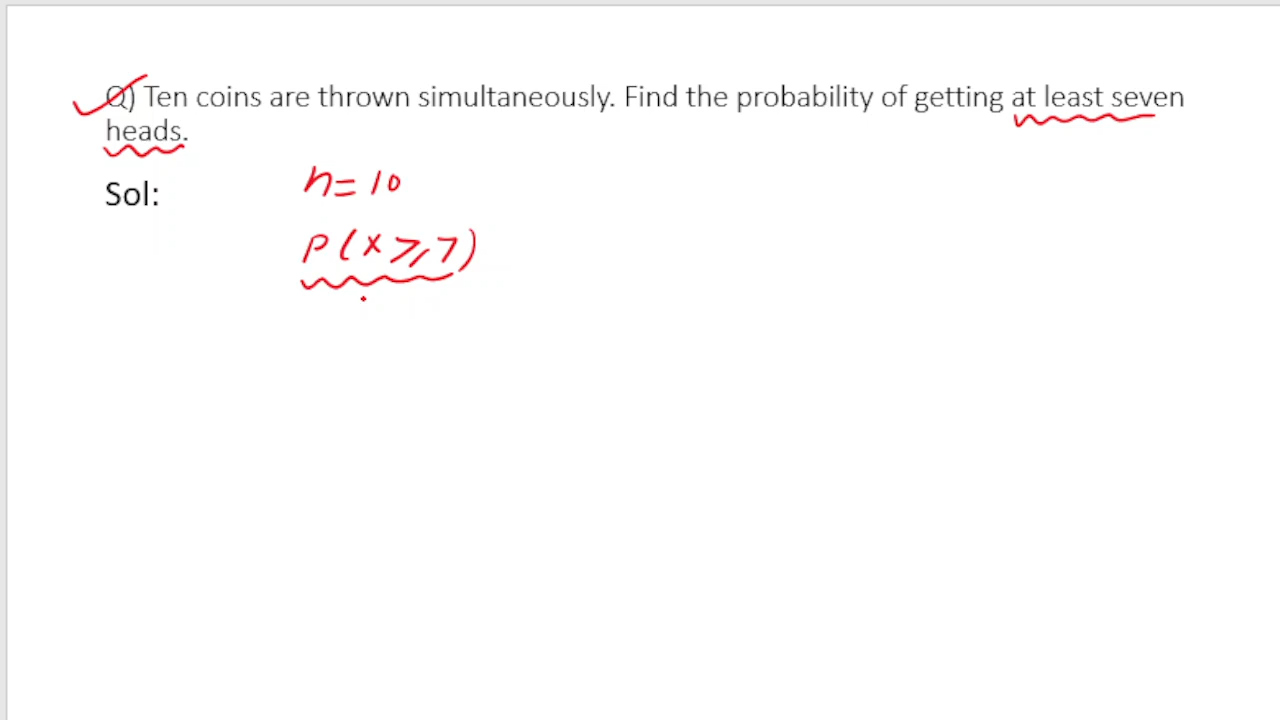 Q) Ten coins are thrown simultaneously. Find the probability of getting at least seven
heads.
Sol:
n = 10
P(X ⩾ 7)